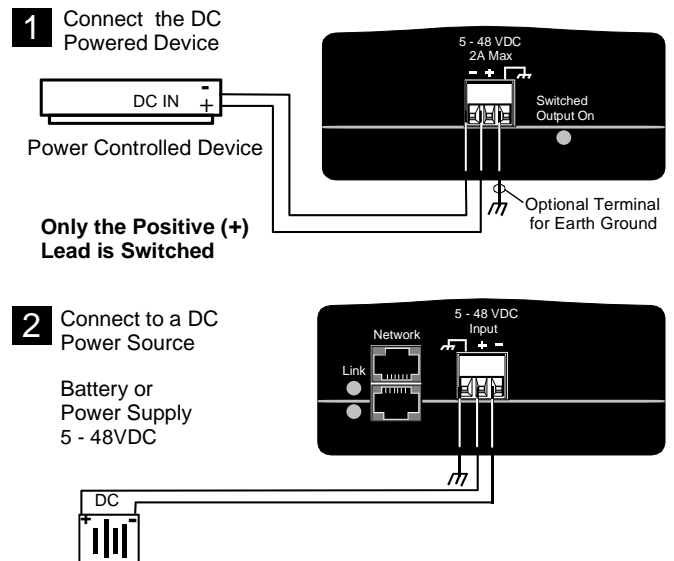 1
Connect the DC
Powered Device
5 - 48 VDC
2A Max
- +
Switched
Output On
DC IN
-
+
Power Controlled Device
Optional Terminal
for Earth Ground
Only the Positive (+)
Lead is Switched
2
Connect to a DC
Power Source
Battery or
Power Supply
5 - 48VDC
5 - 48 VDC
Input
+ -
Network
Link
DC
+ -